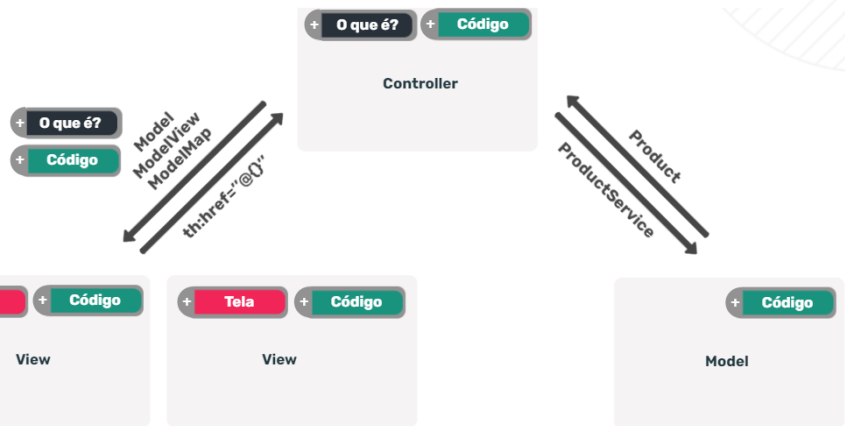 + O que é?
+ Código
Controller
+ O que é?
+ Código
Model
ModelView
ModelMap
th:href="@{}"
Product
ProductService
+ Código
View
+ Tela
+ Código
View
+ Código
Model